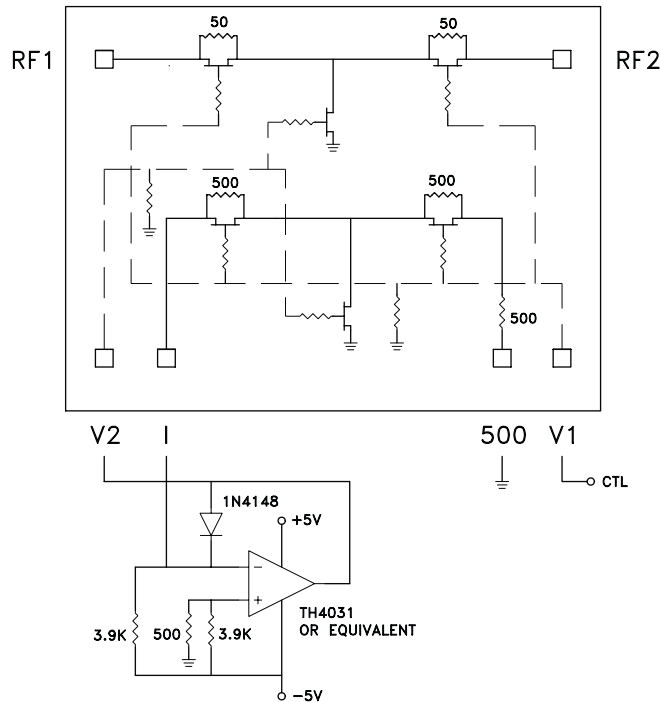 50
50
RF1
RF2
500
500
500
V2
I
500
V1
CTL
1N4148
+5V
−
+
TH4031
OR EQUIVALENT
3.9K
500
3.9K
−5V